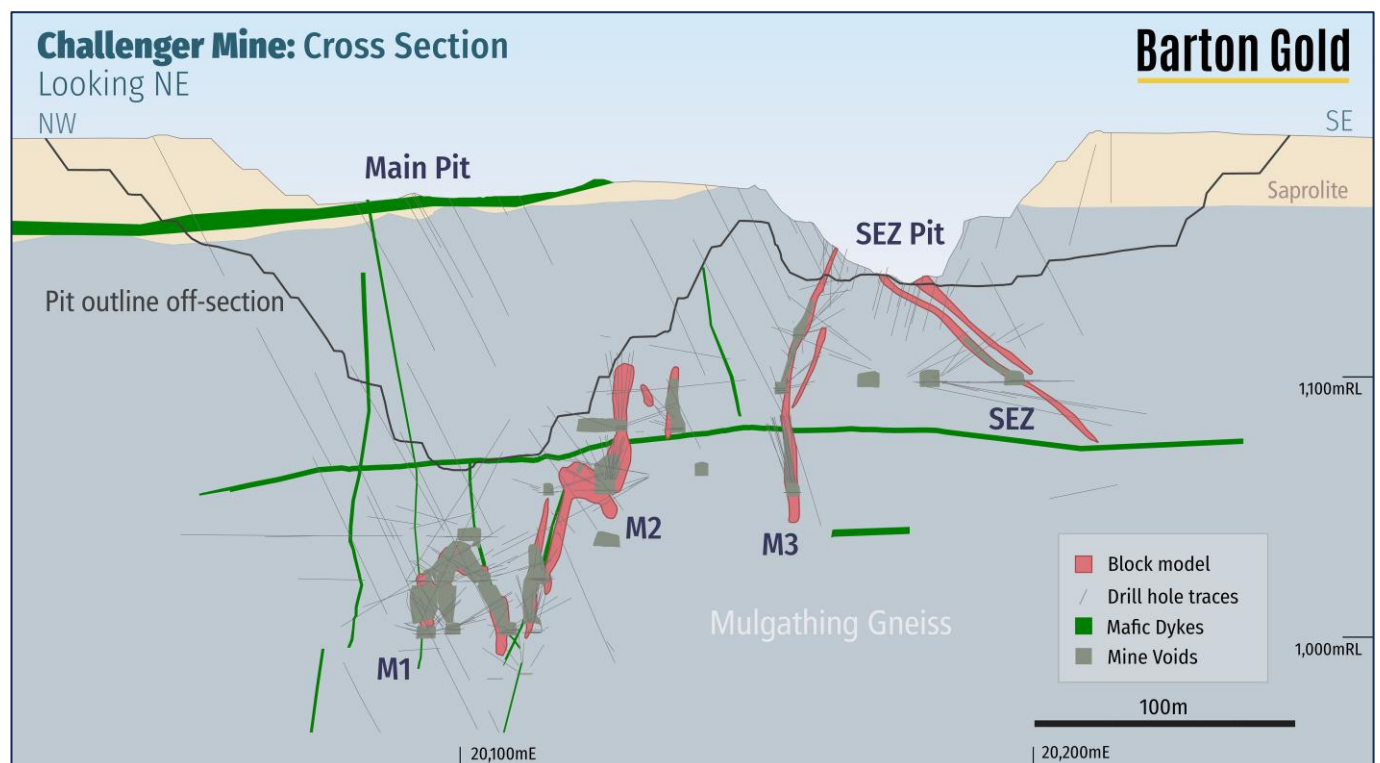 Challenger Mine: Cross Section
Looking NE
Barton Gold
NW
SE
Main Pit
Saprolite
SEZ Pit
Pit outline off-section
1,100mRL
SEZ
M2
M3
Block model
Drill hole traces
Mafic Dykes
Mine Voids
Mulgathing Gneiss
1,000mRL
M1
100m
20,100mE
20,200mE